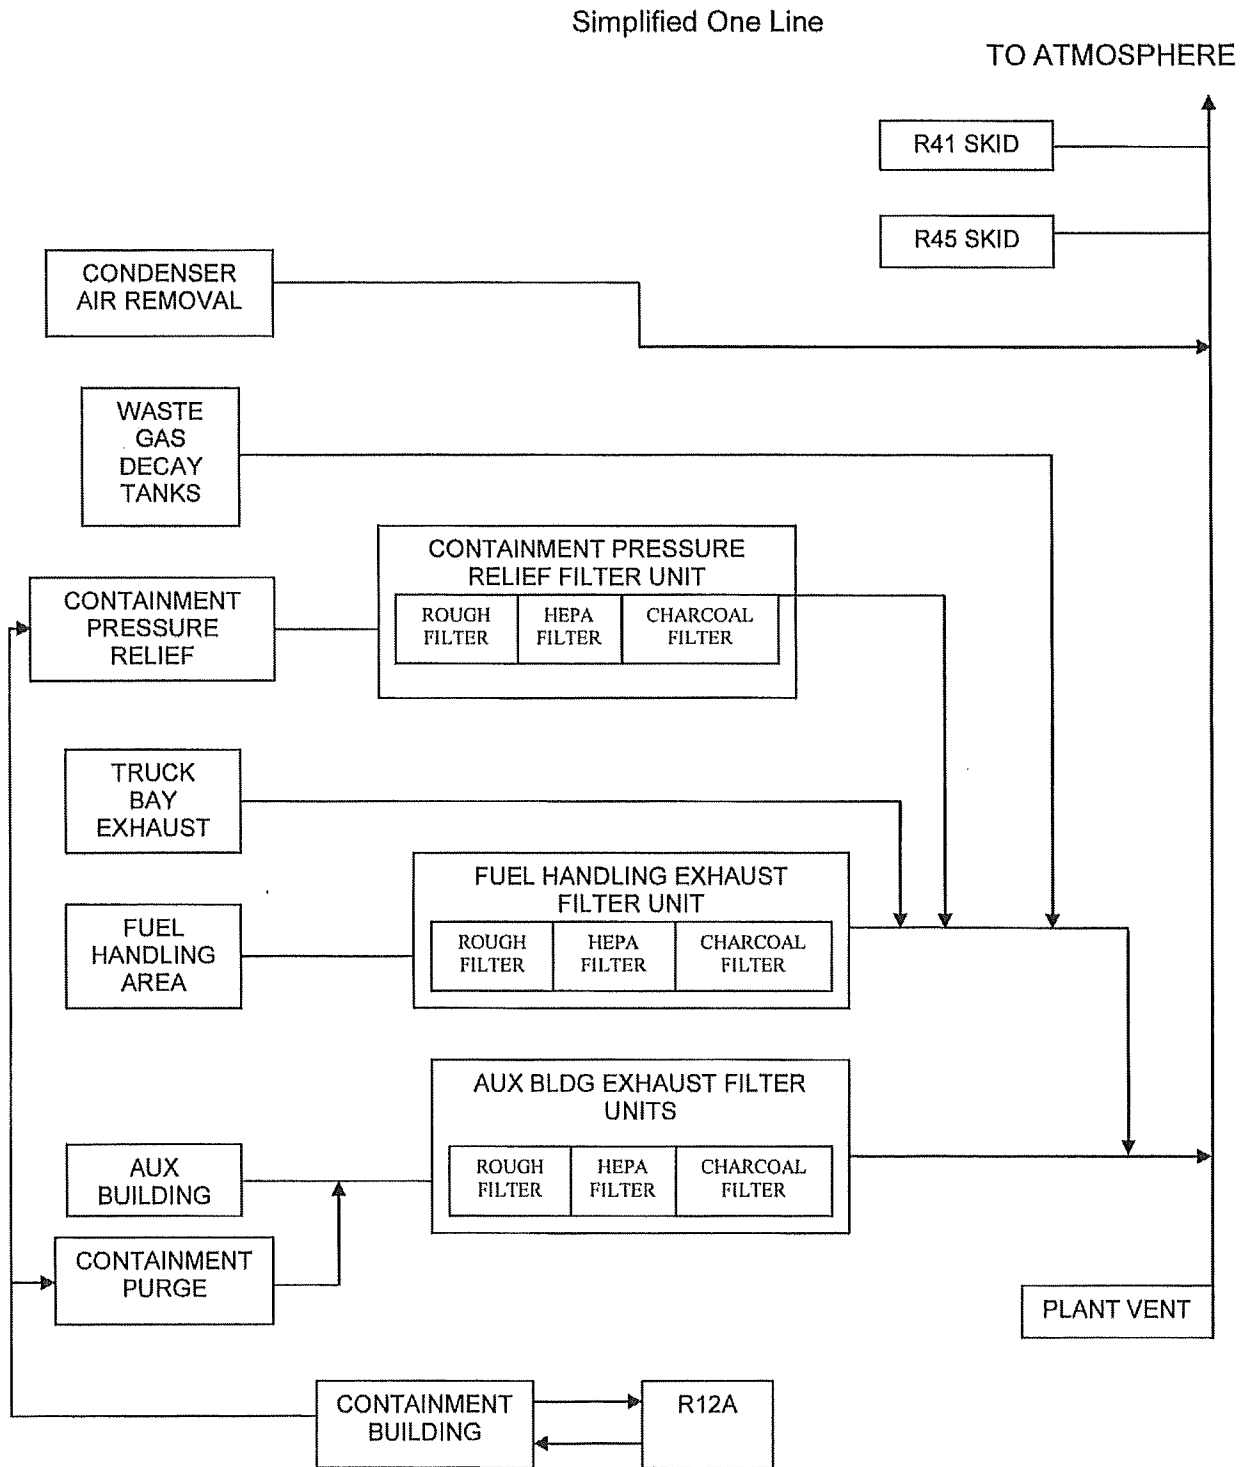 Simplified One Line
TO ATMOSPHERE
R41 SKID
R45 SKID
CONDENSER
AIR REMOVAL
WASTE
GAS
DECAY
TANKS
CONTAINMENT PRESSURE
RELIEF FILTER UNIT
ROUGH
FILTER
HEPA
FILTER
CHARCOAL
FILTER
CONTAINMENT
PRESSURE
RELIEF
TRUCK
BAY
EXHAUST
FUEL HANDLING EXHAUST
FILTER UNIT
ROUGH
FILTER
HEPA
FILTER
CHARCOAL
FILTER
FUEL
HANDLING
AREA
AUX BLDG EXHAUST FILTER
UNITS
ROUGH
FILTER
HEPA
FILTER
CHARCOAL
FILTER
AUX
BUILDING
CONTAINMENT
PURGE
PLANT VENT
CONTAINMENT
BUILDING
R12A